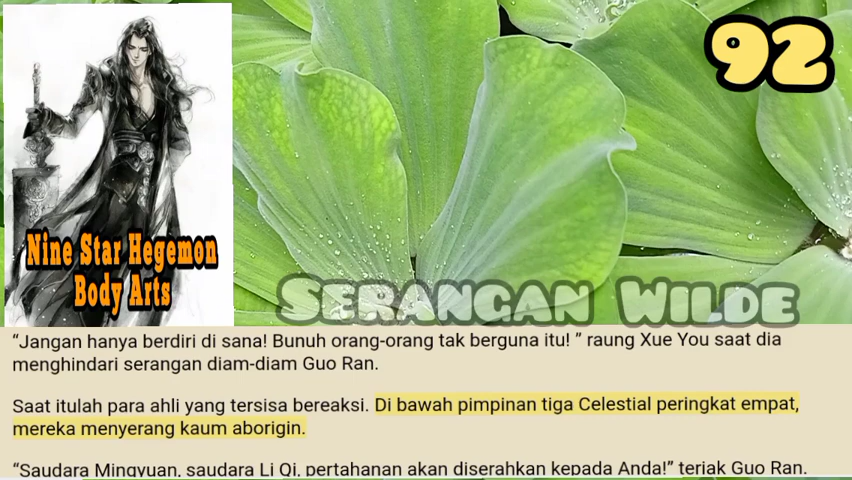 92
Nine Star Hegemon
Body Arts
Serangan Wilde
“Jangan hanya berdiri di sana! Bunuh orang-orang tak berguna itu! ” raung Xue You saat dia
menghindari serangan diam-diam Guo Ran.
Saat itulah para ahli yang tersisa bereaksi. Di bawah pimpinan tiga Celestial peringkat empat,
mereka menyerang kaum aborigin.
“Saudara Mingyuan, saudara Li Qi, pertahanan akan diserahkan kepada Anda!” teriak Guo Ran.